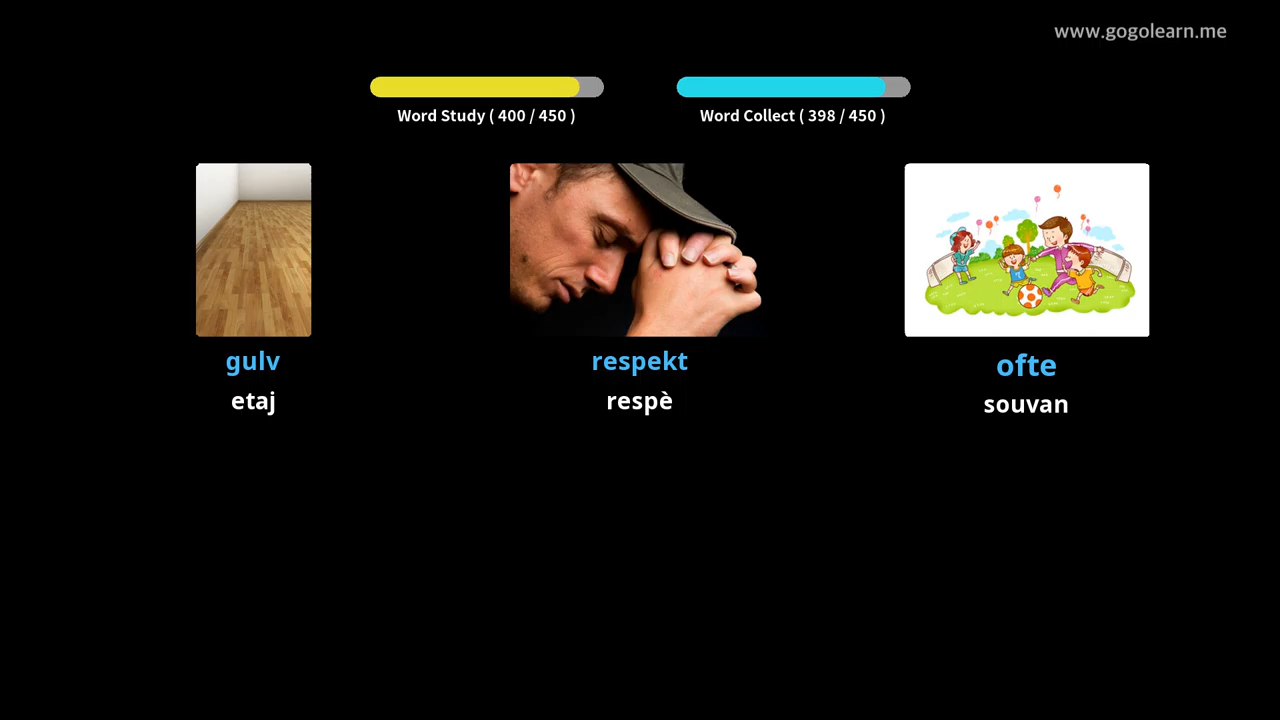 www.gogolearn.me
Word Study ( 400 / 450 )
Word Collect ( 398 / 450 )
gulv
etaj
respekt
respè
ofte
souvan